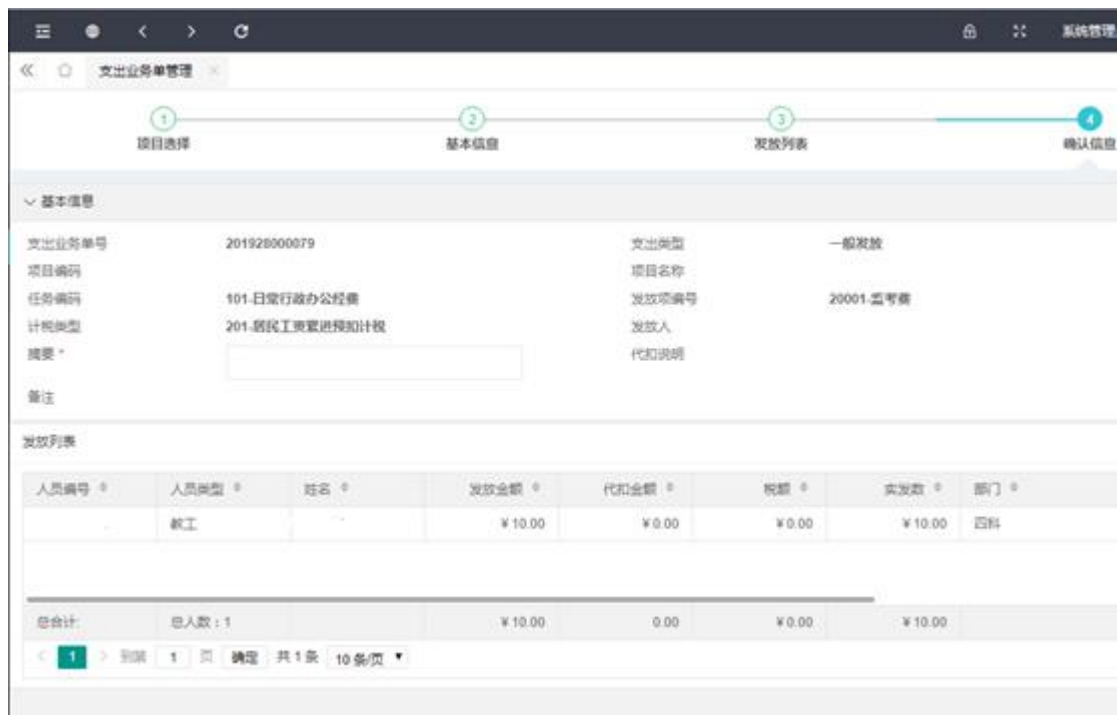 系统管理
支出业务单管理
1 2 3 4
项目选择 基本信息 发放列表 确认信息
基本信息
支出业务单号 201928000079 支出类型 一般发放
项目编码 项目名称
任务编码 101-日常行政办公经费 发放项编号 20001-监考费
计税类型 201-居民工资累进预扣计税 发放人
摘要 * 代扣说明
备注
发放列表
人员编号 人员类型 姓名 发放金额 代扣金额 税额 实发数 部门
教工 ¥10.00 ¥0.00 ¥0.00 ¥10.00 四科
总合计: 总人数：1 ¥10.00 0.00 ¥0.00 ¥10.00
1 到第 1 页 确定 共1条 10条/页